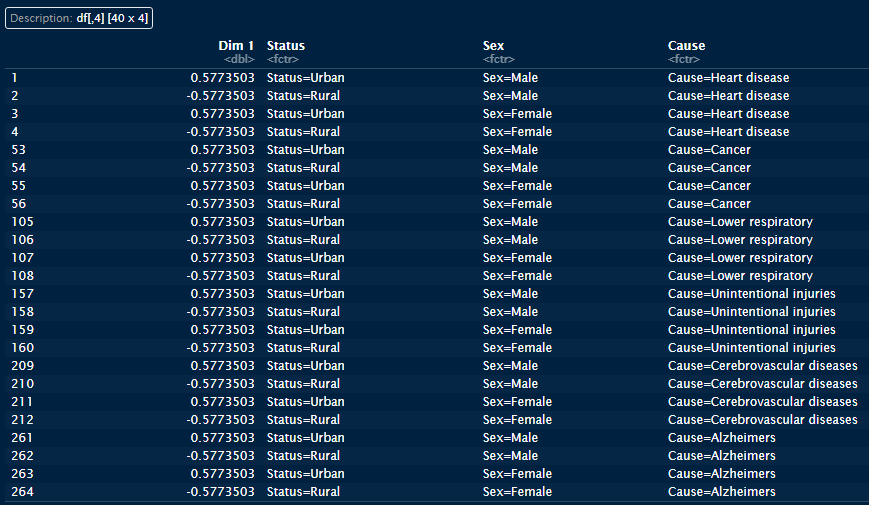 Description: df[,4] [40 x 4]
Dim 1 Status Sex Cause
<dbl> <fctr> <fctr> <fctr>
1 0.5773503 Status=Urban Sex=Male Cause=Heart disease
2 -0.5773503 Status=Rural Sex=Male Cause=Heart disease
3 0.5773503 Status=Urban Sex=Female Cause=Heart disease
4 -0.5773503 Status=Rural Sex=Female Cause=Heart disease
53 0.5773503 Status=Urban Sex=Male Cause=Cancer
54 -0.5773503 Status=Rural Sex=Male Cause=Cancer
55 0.5773503 Status=Urban Sex=Female Cause=Cancer
56 -0.5773503 Status=Rural Sex=Female Cause=Cancer
105 0.5773503 Status=Urban Sex=Male Cause=Lower respiratory
106 -0.5773503 Status=Rural Sex=Male Cause=Lower respiratory
107 0.5773503 Status=Urban Sex=Female Cause=Lower respiratory
108 -0.5773503 Status=Rural Sex=Female Cause=Lower respiratory
157 0.5773503 Status=Urban Sex=Male Cause=Unintentional injuries
158 -0.5773503 Status=Rural Sex=Male Cause=Unintentional injuries
159 0.5773503 Status=Urban Sex=Female Cause=Unintentional injuries
160 -0.5773503 Status=Rural Sex=Female Cause=Unintentional injuries
209 0.5773503 Status=Urban Sex=Male Cause=Cerebrovascular diseases
210 -0.5773503 Status=Rural Sex=Male Cause=Cerebrovascular diseases
211 0.5773503 Status=Urban Sex=Female Cause=Cerebrovascular diseases
212 -0.5773503 Status=Rural Sex=Female Cause=Cerebrovascular diseases
261 0.5773503 Status=Urban Sex=Male Cause=Alzheimers
262 -0.5773503 Status=Rural Sex=Male Cause=Alzheimers
263 0.5773503 Status=Urban Sex=Female Cause=Alzheimers
264 -0.5773503 Status=Rural Sex=Female Cause=Alzheimers